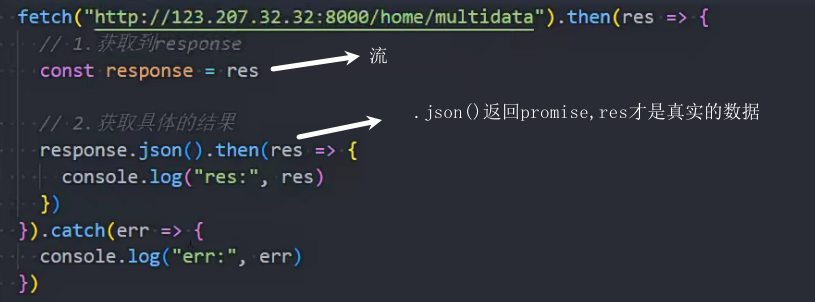 fetch("http://123.207.32.32:8000/home/multidata").then(res => {
// 1.获取到response
const response = res
流
// 2.获取具体的结果
.json()返回promise,res才是真实的数据
response.json().then(res => {
console.log("res:", res)
})
}).catch(err => {
console.log("err:", err)
})